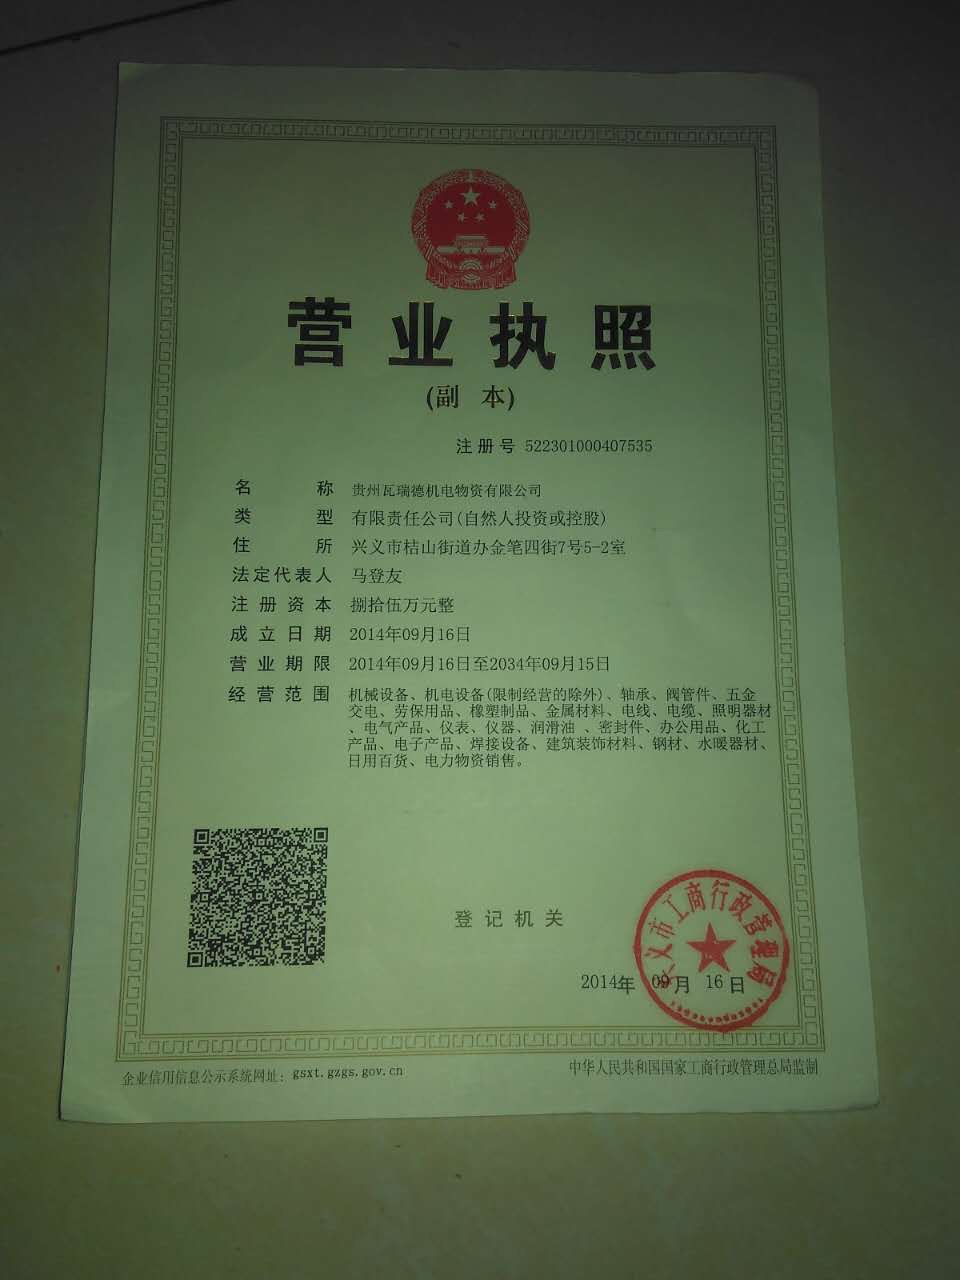 营业执照
(副 本)
注册号 522301000407535
名称 贵州瓦瑞德机电物资有限公司
类型 有限责任公司(自然人投资或控股)
住所 兴义市桔山街道办金笔四街7号5-2室
法定代表人 马登友
注册资本 捌拾伍万元整
成立日期 2014年09月16日
营业期限 2014年09月16日至2034年09月15日
经营范围 机械设备、机电设备(限制经营的除外)、轴承、阀管件、五金
交电、劳保用品、橡塑制品、金属材料、电线、电缆、照明器材
、电气产品、仪表、仪器、润滑油 、密封件、办公用品、化工
产品、电子产品、焊接设备、建筑装饰材料、钢材、水暖器材、
日用百货、电力物资销售。
登记机关
兴义市工商行政管理局
2014年 09月 16日
企业信用信息公示系统网址：gsxt.gzgs.gov.cn
中华人民共和国国家工商行政管理总局监制